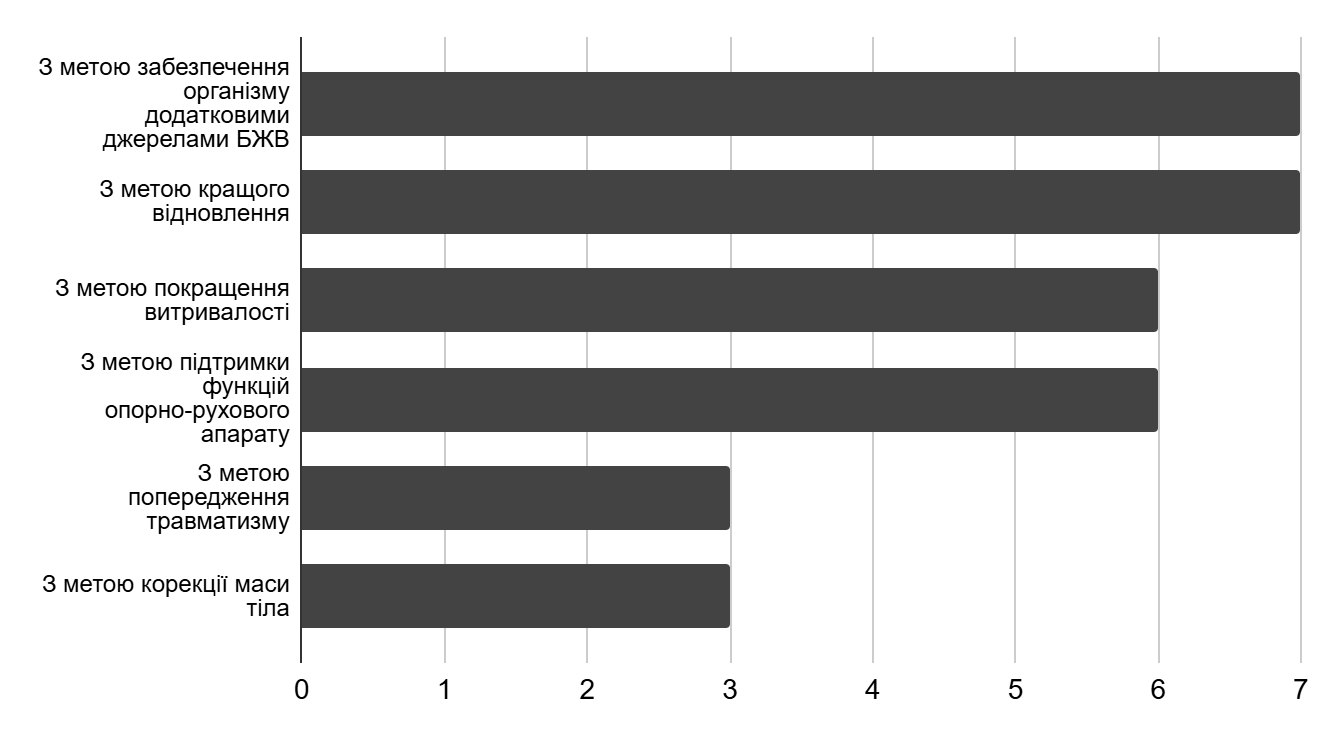 З метою забезпечення
організму
додатковими
джерелами БЖВ
З метою кращого
відновлення
З метою покращення
витривалості
З метою підтримки
функцій
опорно-рухового
апарату
З метою
попередження
травматизму
З метою корекції маси
тіла
0 1 2 3 4 5 6 7